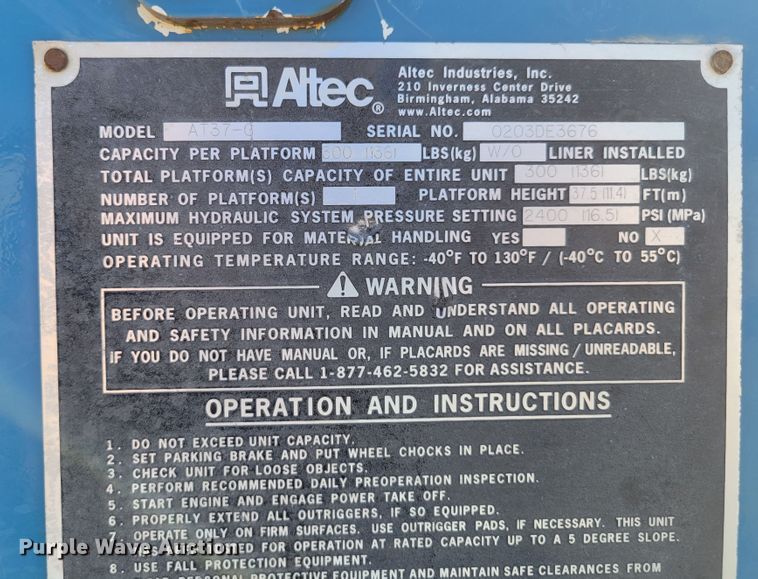 Altec®
Altec Industries, Inc.
210 Inverness Center Drive
Birmingham, Alabama 35242
www.Altec.com
MODEL AT37-G SERIAL NO. 0203DE3676
CAPACITY PER PLATFORM 300 (136) LBS(kg) W/O LINER INSTALLED
TOTAL PLATFORM(S) CAPACITY OF ENTIRE UNIT 300 (136) LBS(kg)
NUMBER OF PLATFORM(S) 1 PLATFORM HEIGHT 37.5 (11.4) FT(m)
MAXIMUM HYDRAULIC SYSTEM PRESSURE SETTING 2400 (16.5) PSI (MPa)
UNIT IS EQUIPPED FOR MATERIAL HANDLING YES NO X
OPERATING TEMPERATURE RANGE: -40°F TO 130°F / (-40°C TO 55°C)
WARNING
BEFORE OPERATING UNIT, READ AND UNDERSTAND ALL OPERATING
AND SAFETY INFORMATION IN MANUAL AND ON ALL PLACARDS.
IF YOU DO NOT HAVE MANUAL OR, IF PLACARDS ARE MISSING/UNREADABLE,
PLEASE CALL 1-877-462-5832 FOR ASSISTANCE.
OPERATION AND INSTRUCTIONS
1. DO NOT EXCEED UNIT CAPACITY.
2. SET PARKING BRAKE AND PUT WHEEL CHOCKS IN PLACE.
3. CHECK UNIT FOR LOOSE OBJECTS.
4. PERFORM RECOMMENDED DAILY PREOPERATION INSPECTION.
5. START ENGINE AND ENGAGE POWER TAKE OFF.
6. PROPERLY EXTEND ALL OUTRIGGERS, IF SO EQUIPPED.
7. OPERATE ONLY ON FIRM SURFACES. USE OUTRIGGER PADS, IF NECESSARY. THIS UNIT
FOR OPERATION AT RATED CAPACITY UP TO A 5 DEGREE SLOPE.
8. USE FALL PROTECTION EQUIPMENT.
PERSONAL PROTECTIVE EQUIPMENT AND MAINTAIN SAFE CLEARANCES FROM
Purple Wave Auction